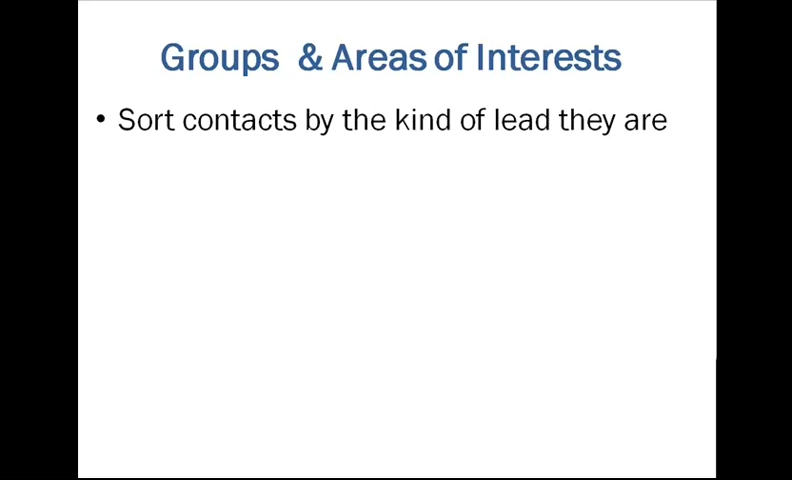 Groups & Areas of Interests
• Sort contacts by the kind of lead they are